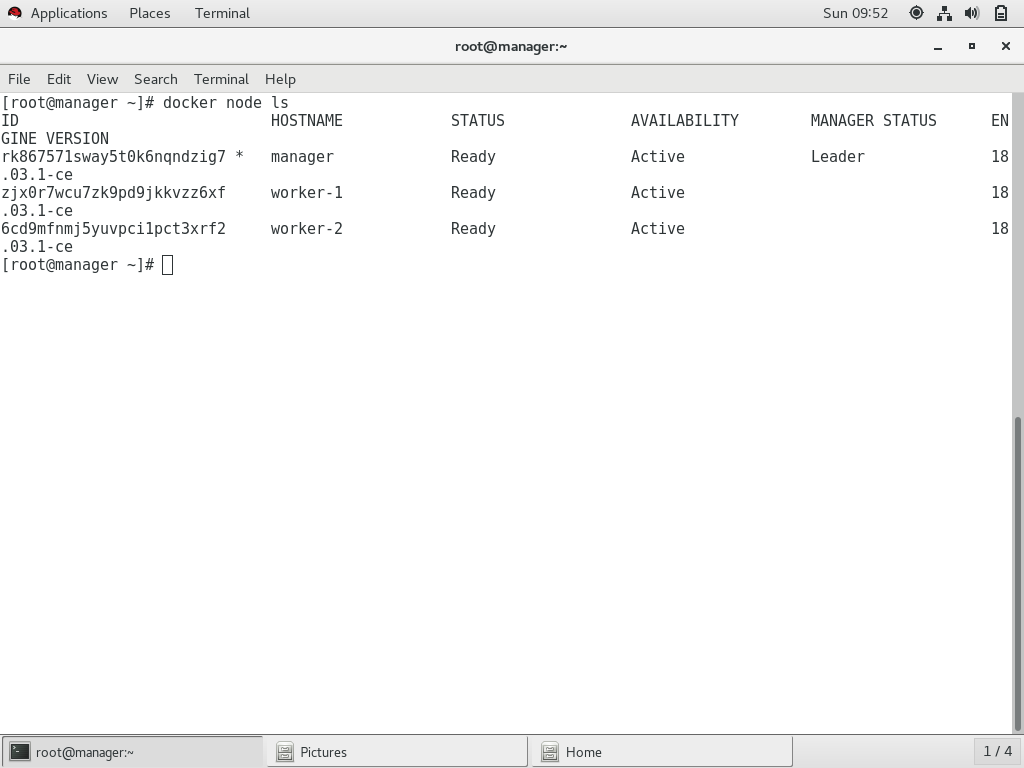 Applications Places Terminal Sun 09:52
root@manager:~
File Edit View Search Terminal Help
[root@manager ~]# docker node ls
ID HOSTNAME STATUS AVAILABILITY MANAGER STATUS EN
GINE VERSION
rk867571sway5t0k6nqndzig7 * manager Ready Active Leader 18
.03.1-ce
zjx0r7wcu7zk9pd9jkkvzz6xf worker-1 Ready Active 18
.03.1-ce
6cd9mfnmj5yuvpci1pct3xrf2 worker-2 Ready Active 18
.03.1-ce
[root@manager ~]#
root@manager:~ Pictures Home 1 / 4